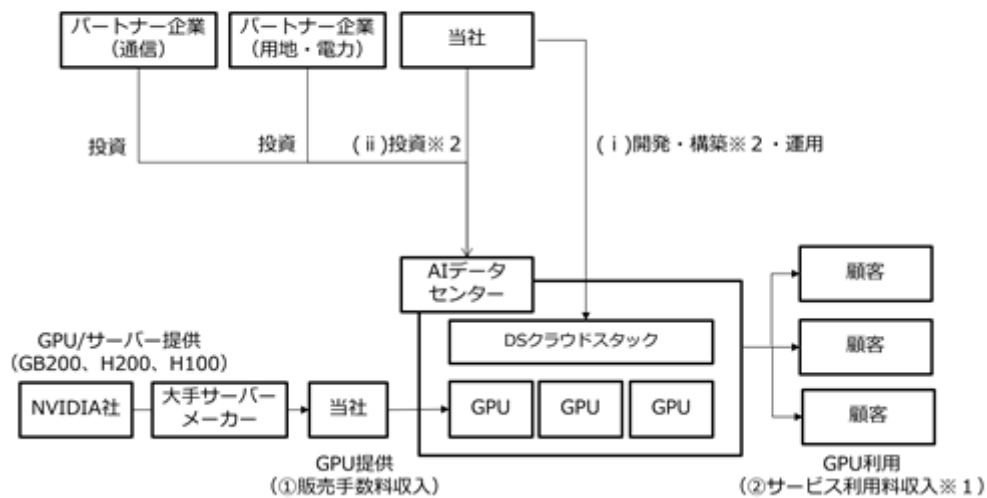 パートナー企業
（通信）
パートナー企業
（用地・電力）
当社
投資
投資
(ⅱ)投資※２
(ⅰ)開発・構築※２・運用
AIデータ
センター
DSクラウドスタック
GPU
GPU
GPU
顧客
顧客
顧客
GPU/サーバー提供
（GB200、H200、H100）
NVIDIA社
大手サーバー
メーカー
当社
GPU提供
（①販売手数料収入）
GPU利用
（②サービス利用料収入※１）